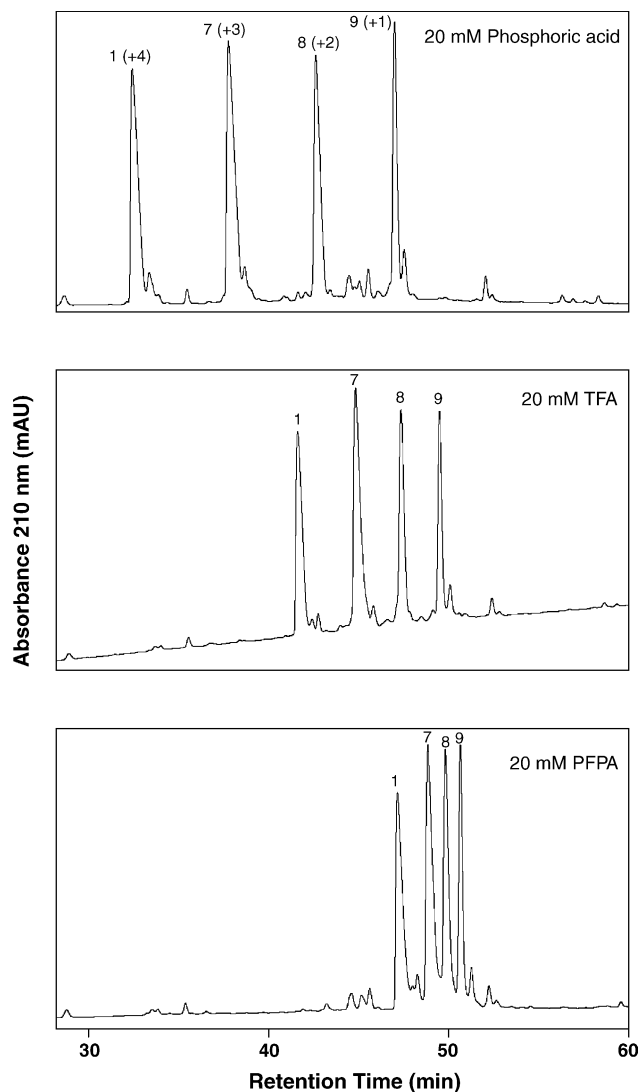 9 (+1)
20 mM Phosphoric acid
7 (+3)
8 (+2)
1 (+4)
7
20 mM TFA
8
9
1
Absorbance 210 nm (mAU)
7
8
9
20 mM PFPA
1
30 40 50 60
Retention Time (min)